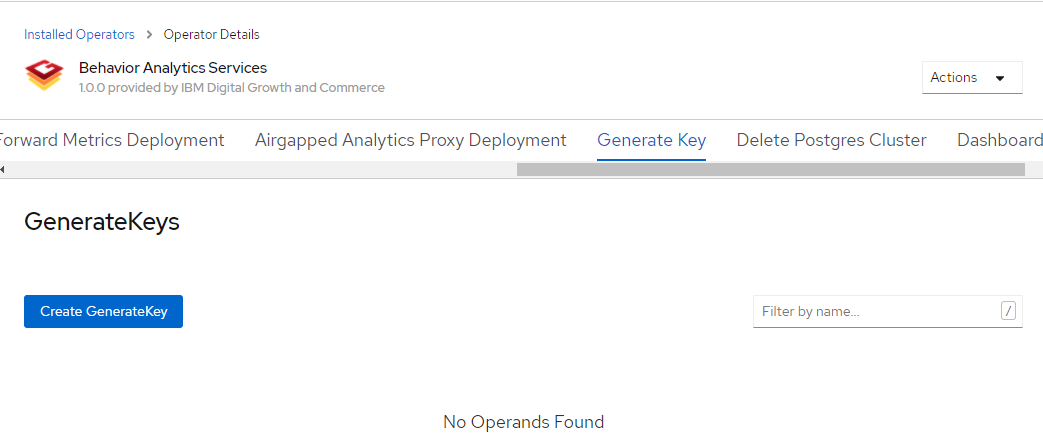 Installed Operators > Operator Details
Behavior Analytics Services
1.0.0 provided by IBM Digital Growth and Commerce
Actions
Forward Metrics Deployment Airgapped Analytics Proxy Deployment Generate Key Delete Postgres Cluster Dashboard
GenerateKeys
Create GenerateKey
Filter by name...
/
No Operands Found